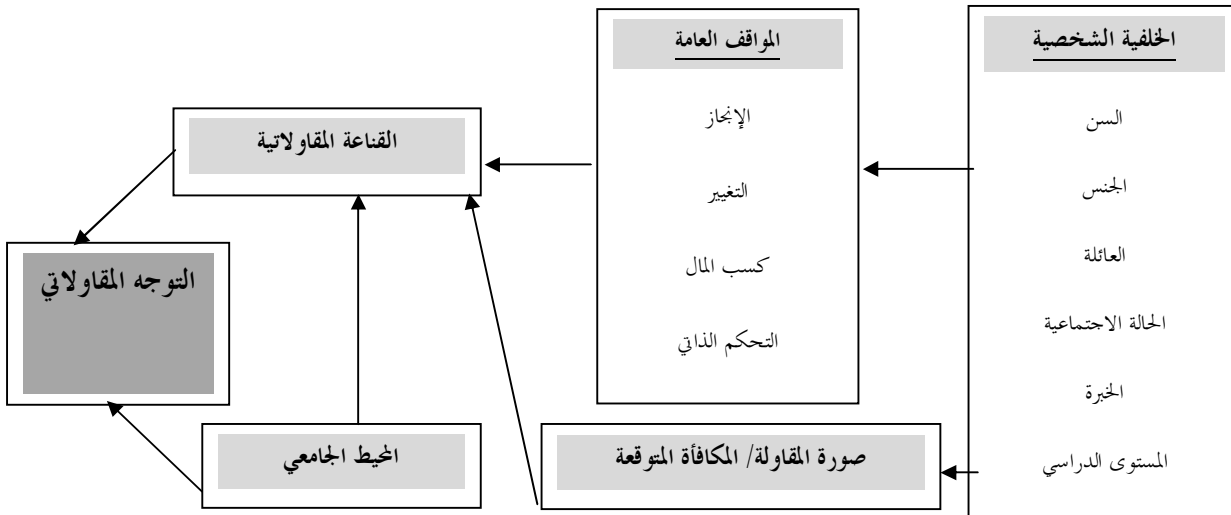 الخلفية الشخصية
السن
الجنس
العائلة
الحالة الاجتماعية
الخبرة
المستوى الدراسي
المواقف العامة
الإنجاز
التغيير
كسب المال
التحكم الذاتي
صورة المقاولة/ المكافأة المتوقعة
القناعة المقاولاتية
المحيط الجامعي
التوجه المقاولاتي